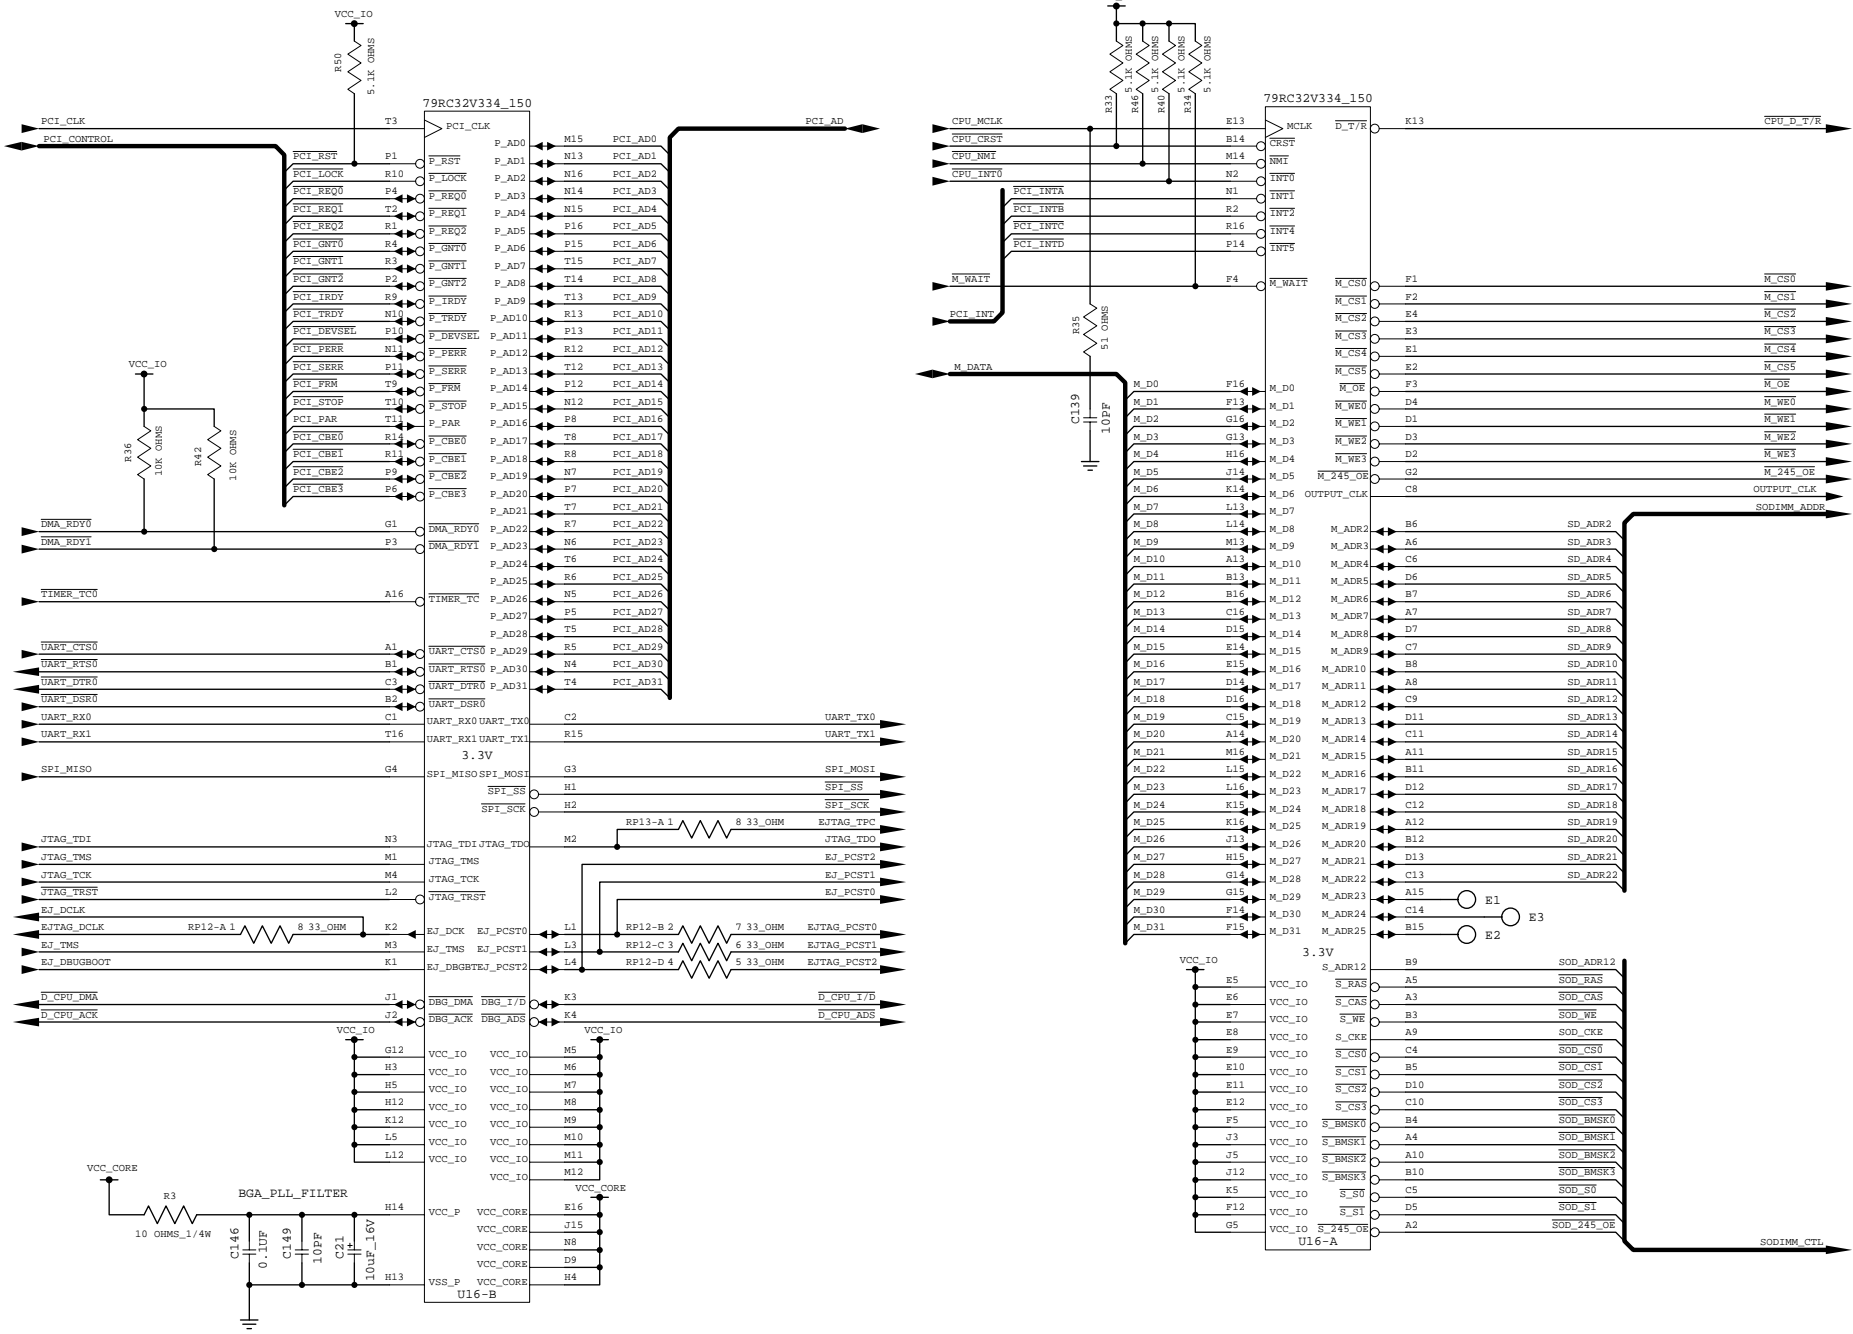 VCC_IO
R50
5.1K OHMS
79RC32V334_150
PCI_CLK T3 PCI_CLK
PCI_CONTROL
PCI_AD
PCI_RST P1 P_RST
PCI_LOCK R10 P_LOCK
PCI_REQ0 P4 P_REQ0
PCI_REQ1 T2 P_REQ1
PCI_REQ2 R1 P_REQ2
PCI_GNT0 R4 P_GNT0
PCI_GNT1 R3 P_GNT1
PCI_GNT2 P2 P_GNT2
PCI_IRDY R9 P_IRDY
PCI_TRDY N10 P_TRDY
PCI_DEVSEL P10 P_DEVSEL
PCI_PERR N11 P_PERR
PCI_SERR P11 P_SERR
PCI_FRM T9 P_FRM
PCI_STOP T10 P_STOP
PCI_PAR T11 P_PAR
PCI_CBE0 R14 P_CBE0
PCI_CBE1 R11 P_CBE1
PCI_CBE2 P9 P_CBE2
PCI_CBE3 P6 P_CBE3
P_AD0 M15 PCI_AD0
P_AD1 N13 PCI_AD1
P_AD2 N16 PCI_AD2
P_AD3 N14 PCI_AD3
P_AD4 N15 PCI_AD4
P_AD5 P16 PCI_AD5
P_AD6 P15 PCI_AD6
P_AD7 T15 PCI_AD7
P_AD8 T14 PCI_AD8
P_AD9 T13 PCI_AD9
P_AD10 R13 PCI_AD10
P_AD11 P13 PCI_AD11
P_AD12 R12 PCI_AD12
P_AD13 T12 PCI_AD13
P_AD14 P12 PCI_AD14
P_AD15 N12 PCI_AD15
P_AD16 P8 PCI_AD16
P_AD17 T8 PCI_AD17
P_AD18 R8 PCI_AD18
P_AD19 N7 PCI_AD19
P_AD20 P7 PCI_AD20
P_AD21 T7 PCI_AD21
P_AD22 R7 PCI_AD22
P_AD23 N6 PCI_AD23
P_AD24 T6 PCI_AD24
P_AD25 R6 PCI_AD25
P_AD26 N5 PCI_AD26
P_AD27 P5 PCI_AD27
P_AD28 T5 PCI_AD28
P_AD29 R5 PCI_AD29
P_AD30 N4 PCI_AD30
P_AD31 T4 PCI_AD31
VCC_IO
R36
10K OHMS
R42
10K OHMS
DMA_RDY0 G1 DMA_RDY0
DMA_RDY1 P3 DMA_RDY1
TIMER_TC0 A16 TIMER_TC
UART_CTS0 A1 UART_CTS0
UART_RTS0 B1 UART_RTS0
UART_DTR0 C3 UART_DTR0
UART_DSR0 B2 UART_DSR0
UART_RX0 C1 UART_RX0 UART_TX0 C2 UART_TX0
UART_RX1 T16 UART_RX1 UART_TX1 R15 UART_TX1
3.3V
SPI_MISO G4 SPI_MISO SPI_MOSI G3 SPI_MOSI
SPI_SS H1 SPI_SS
SPI_SCK H2 SPI_SCK
RP13-A 1 8 33_OHM EJTAG_TPC
JTAG_TDI N3 JTAG_TDI JTAG_TDO M2 JTAG_TDO
JTAG_TMS M1 JTAG_TMS EJ_PCST2
JTAG_TCK M4 JTAG_TCK EJ_PCST1
JTAG_TRST L2 JTAG_TRST EJ_PCST0
EJ_DCLK
EJTAG_DCLK RP12-A 1 8 33_OHM K2 EJ_DCK EJ_PCST0 L1 RP12-B 2 7 33_OHM EJTAG_PCST0
EJ_TMS M3 EJ_TMS EJ_PCST1 L3 RP12-C 3 6 33_OHM EJTAG_PCST1
EJ_DBUGBOOT K1 EJ_DBGBT EJ_PCST2 L4 RP12-D 4 5 33_OHM EJTAG_PCST2
D_CPU_DMA J1 DBG_DMA DBG_I/D K3 D_CPU_I/D
D_CPU_ACK J2 DBG_ACK DBG_ADS K4 D_CPU_ADS
VCC_IO VCC_IO
G12 VCC_IO VCC_IO M5
H3 VCC_IO VCC_IO M6
H5 VCC_IO VCC_IO M7
H12 VCC_IO VCC_IO M8
K12 VCC_IO VCC_IO M9
L5 VCC_IO VCC_IO M10
L12 VCC_IO VCC_IO M11
VCC_IO M12
VCC_CORE
R3
10 OHMS_1/4W
BGA_PLL_FILTER
VCC_CORE
H14 VCC_P VCC_CORE E16
VCC_CORE J15
VCC_CORE N8
VCC_CORE D9
H13 VSS_P VCC_CORE H4
C146
0.1UF
C149
10PF
C21
+
10uF_16V
U16-B
R33
5.1K OHMS
R46
5.1K OHMS
R40
5.1K OHMS
R34
5.1K OHMS
79RC32V334_150
CPU_MCLK E13 MCLK D_T/R K13 CPU_D_T/R
CPU_CRST B14 CRST
CPU_NMI M14 NMI
CPU_INT0 N2 INT0
PCI_INTA N1 INT1
PCI_INTB R2 INT2
PCI_INTC R16 INT4
PCI_INTD P14 INT5
M_WAIT F4 M_WAIT
PCI_INT
R35
51 OHMS
C139
10PF
M_DATA
M_CS0 F1 M_CS0
M_CS1 F2 M_CS1
M_CS2 E4 M_CS2
M_CS3 E3 M_CS3
M_CS4 E1 M_CS4
M_CS5 E2 M_CS5
M_OE F3 M_OE
M_WE0 D4 M_WE0
M_WE1 D1 M_WE1
M_WE2 D3 M_WE2
M_WE3 D2 M_WE3
M_245_OE G2 M_245_OE
OUTPUT_CLK C8 OUTPUT_CLK
SODIMM_ADDR
M_D0 F16 M_D0
M_D1 F13 M_D1
M_D2 G16 M_D2
M_D3 G13 M_D3
M_D4 H16 M_D4
M_D5 J14 M_D5
M_D6 K14 M_D6
M_D7 L13 M_D7
M_D8 L14 M_D8
M_D9 M13 M_D9
M_D10 A13 M_D10
M_D11 B13 M_D11
M_D12 B16 M_D12
M_D13 C16 M_D13
M_D14 D15 M_D14
M_D15 E14 M_D15
M_D16 E15 M_D16
M_D17 D14 M_D17
M_D18 D16 M_D18
M_D19 C15 M_D19
M_D20 A14 M_D20
M_D21 M16 M_D21
M_D22 L15 M_D22
M_D23 L16 M_D23
M_D24 K15 M_D24
M_D25 K16 M_D25
M_D26 J13 M_D26
M_D27 H15 M_D27
M_D28 G14 M_D28
M_D29 G15 M_D29
M_D30 F14 M_D30
M_D31 F15 M_D31
M_ADR2 B6 SD_ADR2
M_ADR3 A6 SD_ADR3
M_ADR4 C6 SD_ADR4
M_ADR5 D6 SD_ADR5
M_ADR6 B7 SD_ADR6
M_ADR7 A7 SD_ADR7
M_ADR8 D7 SD_ADR8
M_ADR9 C7 SD_ADR9
M_ADR10 B8 SD_ADR10
M_ADR11 A8 SD_ADR11
M_ADR12 C9 SD_ADR12
M_ADR13 D11 SD_ADR13
M_ADR14 C11 SD_ADR14
M_ADR15 A11 SD_ADR15
M_ADR16 B11 SD_ADR16
M_ADR17 D12 SD_ADR17
M_ADR18 C12 SD_ADR18
M_ADR19 A12 SD_ADR19
M_ADR20 B12 SD_ADR20
M_ADR21 D13 SD_ADR21
M_ADR22 C13 SD_ADR22
M_ADR23 A15 E1
M_ADR24 C14 E3
M_ADR25 B15 E2
3.3V
VCC_IO
S_ADR12 B9 SOD_ADR12
E5 VCC_IO S_RAS A5 SOD_RAS
E6 VCC_IO S_CAS A3 SOD_CAS
E7 VCC_IO S_WE B3 SOD_WE
E8 VCC_IO S_CKE A9 SOD_CKE
E9 VCC_IO S_CS0 C4 SOD_CS0
E10 VCC_IO S_CS1 B5 SOD_CS1
E11 VCC_IO S_CS2 D10 SOD_CS2
E12 VCC_IO S_CS3 C10 SOD_CS3
F5 VCC_IO S_BMSK0 B4 SOD_BMSK0
J3 VCC_IO S_BMSK1 A4 SOD_BMSK1
J5 VCC_IO S_BMSK2 A10 SOD_BMSK2
J12 VCC_IO S_BMSK3 B10 SOD_BMSK3
K5 VCC_IO S_S0 C5 SOD_S0
F12 VCC_IO S_S1 D5 SOD_S1
G5 VCC_IO S_245_OE A2 SOD_245_OE
U16-A
SODIMM_CTL